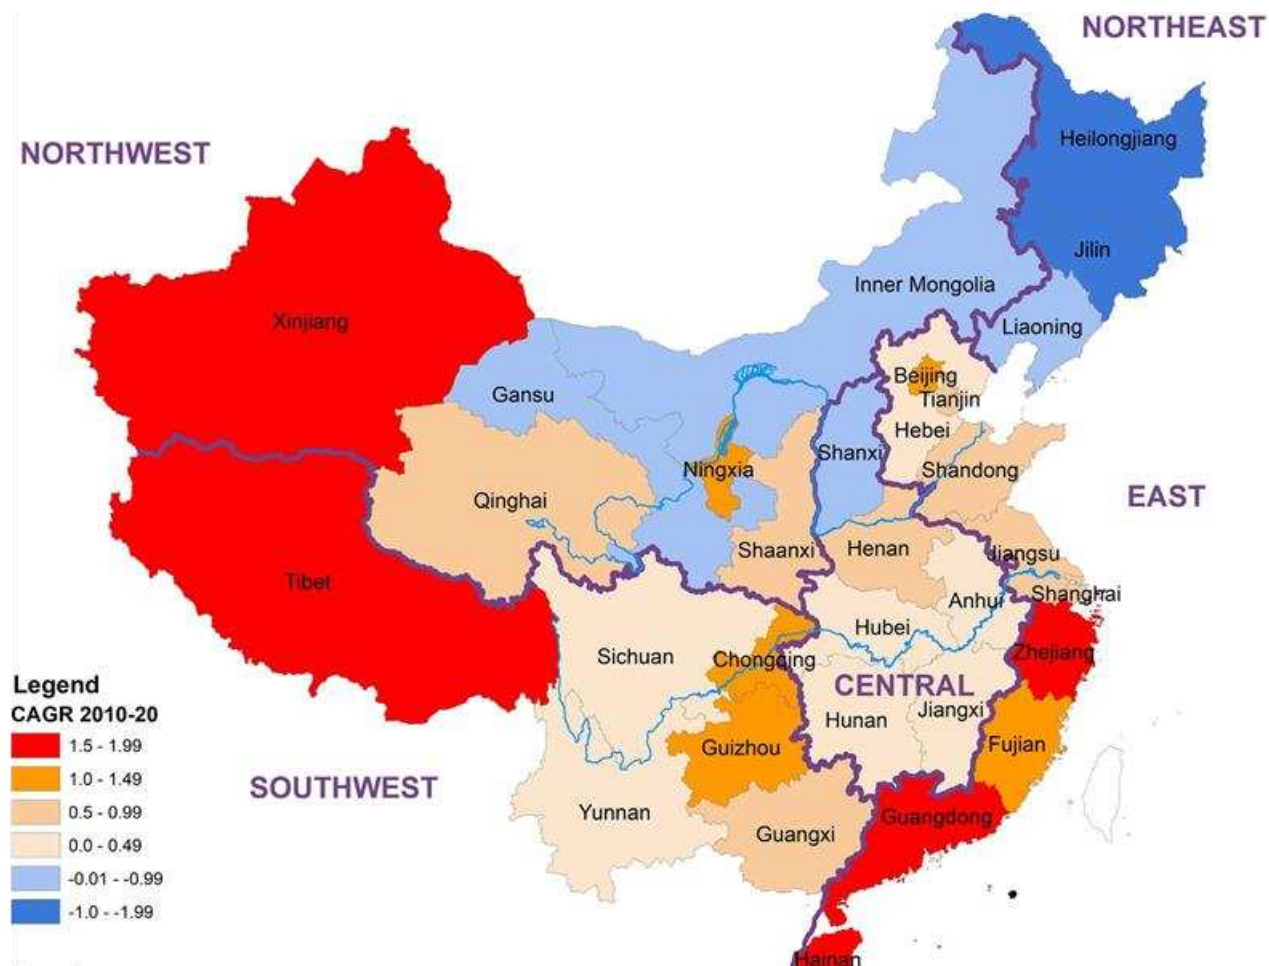 NORTHEAST
NORTHWEST
Heilongjiang
Jilin
Inner Mongolia
Xinjiang
Liaoning
Beijing
Gansu
Tianjin
Hebei
Shanxi
Ningxia
Shandong
Qinghai
EAST
Shaanxi
Henan
Jiangsu
Tibet
Shanghai
Anhui
Hubei
Sichuan
Chongqing
Zhejiang
CENTRAL
Jiangxi
Hunan
Guizhou
Fujian
SOUTHWEST
Yunnan
Guangdong
Guangxi
Hainan
Legend
CAGR 2010-20
1.5 - 1.99
1.0 - 1.49
0.5 - 0.99
0.0 - 0.49
-0.01 - -0.99
-1.0 - -1.99